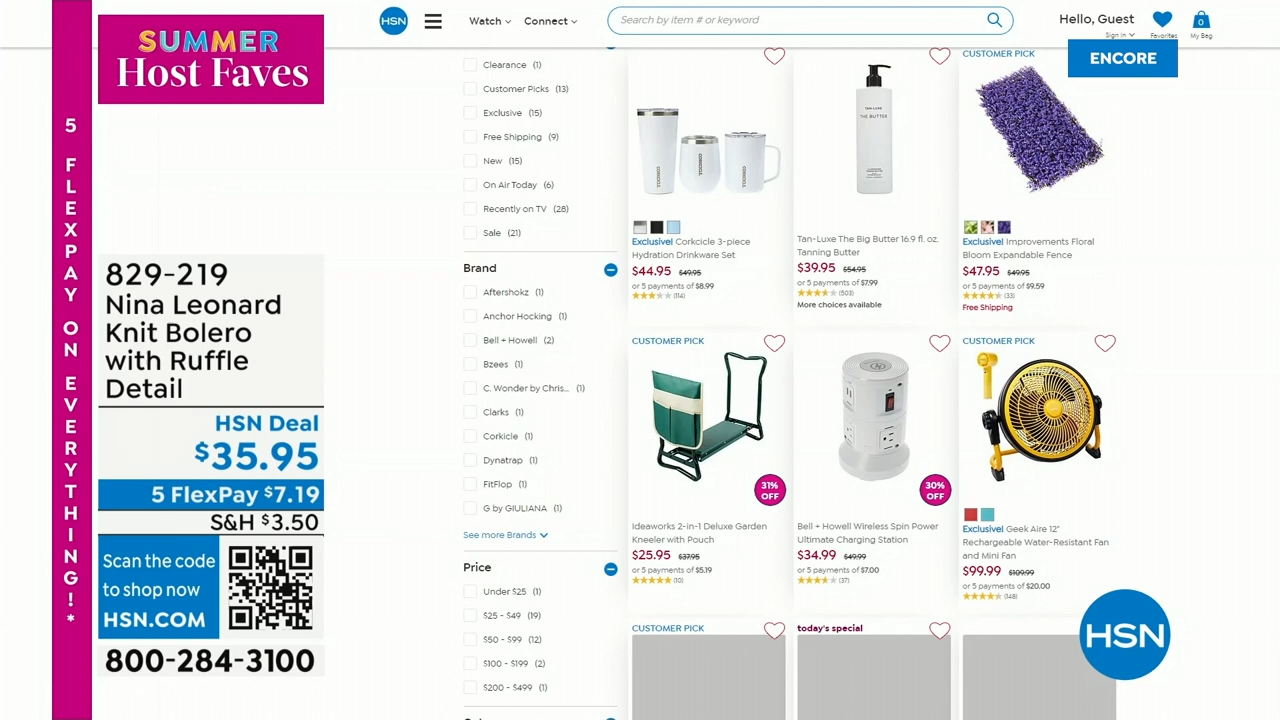 SUMMER
Host Faves
5 FLEXPAY ON EVERYTHING!*
829-219
Nina Leonard
Knit Bolero
with Ruffle
Detail
HSN Deal
$35.95
5 FlexPay $7.19
S&H $3.50
Scan the code
to shop now
HSN.COM
800-284-3100
HSN
Watch
Connect
Search by item # or keyword
Hello, Guest
Sign In
Favorites
0
My Bag
ENCORE
Clearance (1)
Customer Picks (13)
Exclusive (15)
Free Shipping (9)
New (15)
On Air Today (6)
Recently on TV (28)
Sale (21)
Brand
Aftershokz (1)
Anchor Hocking (1)
Bell + Howell (2)
Bzees (1)
C. Wonder by Chris... (1)
Clarks (1)
Corkicle (1)
Dynatrap (1)
FitFlop (1)
G by GIULIANA (1)
See more Brands
Price
Under $25 (1)
$25 - $49 (19)
$50 - $99 (12)
$100 - $199 (2)
$200 - $499 (1)
CORKCICLE.
CORKCICLE.
CORKCICLE.
Exclusive! Corkcicle 3-piece
Hydration Drinkware Set
$44.95 $49.95
or 5 payments of $8.99
(114)
TAN-LUXE
THE BUTTER
Tan-Luxe The Big Butter 16.9 fl. oz.
Tanning Butter
$39.95 $54.95
or 5 payments of $7.99
(503)
More choices available
CUSTOMER PICK
Exclusive! Improvements Floral
Bloom Expandable Fence
$47.95 $49.95
or 5 payments of $9.59
(33)
Free Shipping
CUSTOMER PICK
31%
OFF
Ideaworks 2-in-1 Deluxe Garden
Kneeler with Pouch
$25.95 $37.95
or 5 payments of $5.19
(10)
30%
OFF
Bell + Howell Wireless Spin Power
Ultimate Charging Station
$34.99 $49.99
or 5 payments of $7.00
(37)
CUSTOMER PICK
Exclusive! Geek Aire 12"
Rechargeable Water-Resistant Fan
and Mini Fan
$99.99 $109.99
or 5 payments of $20.00
(148)
CUSTOMER PICK
today's special
HSN